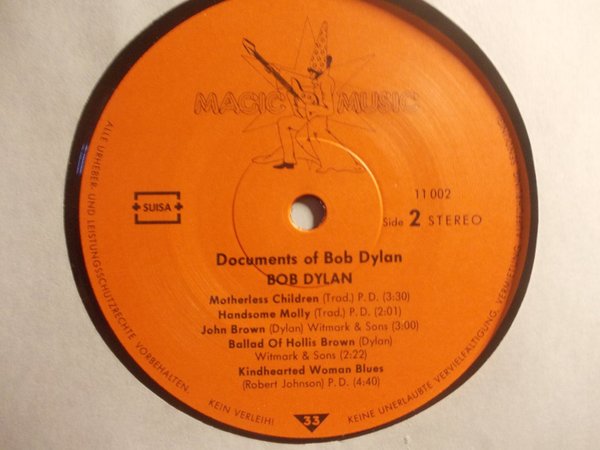 MAGIC MUSIC
SUISA
11 002
Side 2 STEREO
Documents of Bob Dylan
BOB DYLAN
Motherless Children (Trad.) P. D. (3:30)
Handsome Molly (Trad.) P. D. (2:01)
John Brown (Dylan) Witmark & Sons (3:00)
Ballad Of Hollis Brown (Dylan)
Witmark & Sons (2:22)
Kindhearted Woman Blues
(Robert Johnson) P. D. (4:40)
33
ALLE URHEBER- UND LEISTUNGSSCHUTZRECHTE VORBEHALTEN.
KEIN VERLEIH!
KEINE UNERLAUBTE VERVIELFÄLTIGUNG, VERMIETUNG,